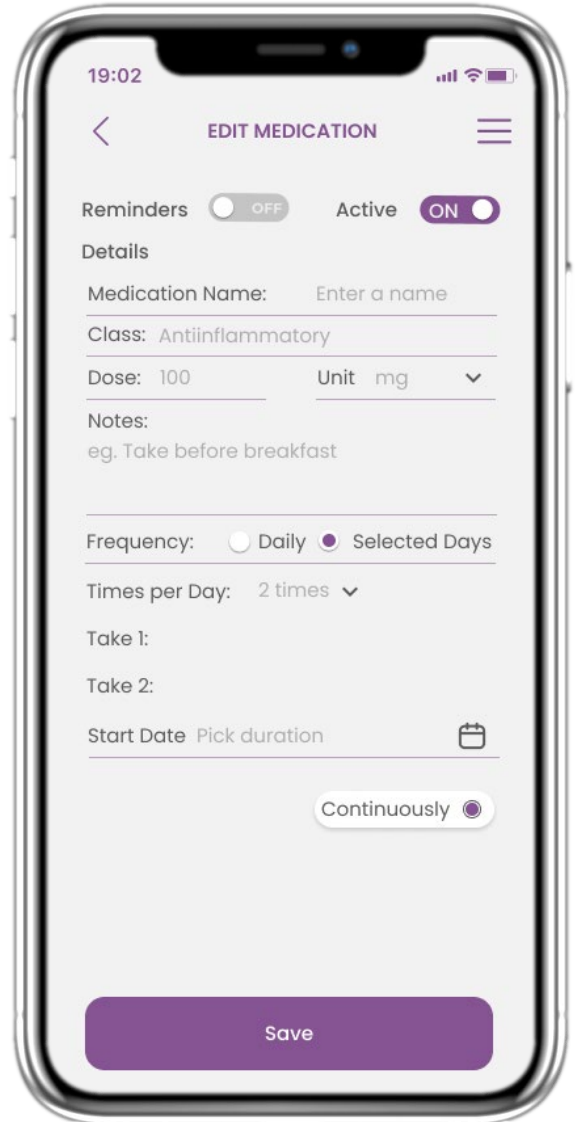 19:02
EDIT MEDICATION
Reminders OFF Active ON
Details
Medication Name: Enter a name
Class: Antiinflammatory
Dose: 100 Unit mg
Notes:
eg. Take before breakfast
Frequency: Daily Selected Days
Times per Day: 2 times
Take 1:
Take 2:
Start Date Pick duration
Continuously
Save